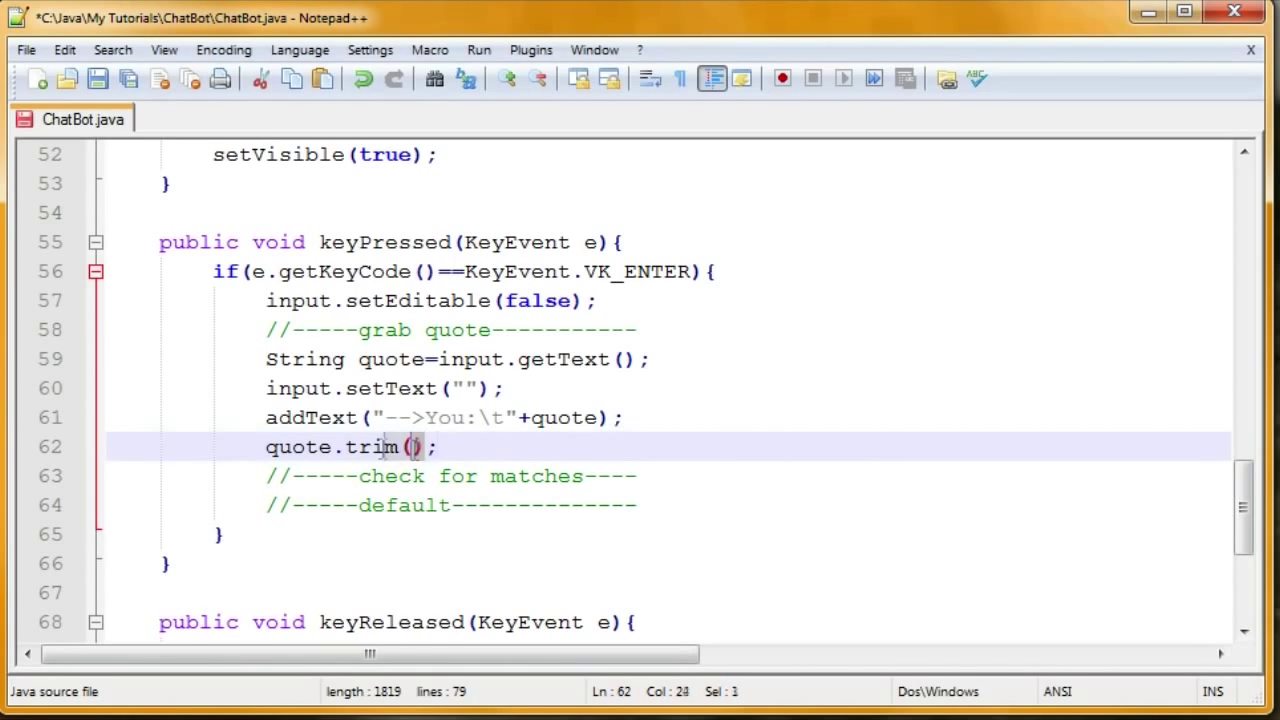 *C:\Java\My Tutorials\ChatBot\ChatBot.java - Notepad++
File Edit Search View Encoding Language Settings Macro Run Plugins Window ? X
ABC
ChatBot.java
52 setVisible(true);
53 }
54
55 public void keyPressed(KeyEvent e){
56 if(e.getKeyCode()==KeyEvent.VK_ENTER){
57 input.setEditable(false);
58 //-----grab quote-----------
59 String quote=input.getText();
60 input.setText("");
61 addText("-->You:\t"+quote);
62 quote.trim();
63 //-----check for matches----
64 //-----default--------------
65 }
66 }
67
68 public void keyReleased(KeyEvent e){
Java source file length : 1819 lines : 79 Ln : 62 Col : Sel : 1 Dos\Windows ANSI INS